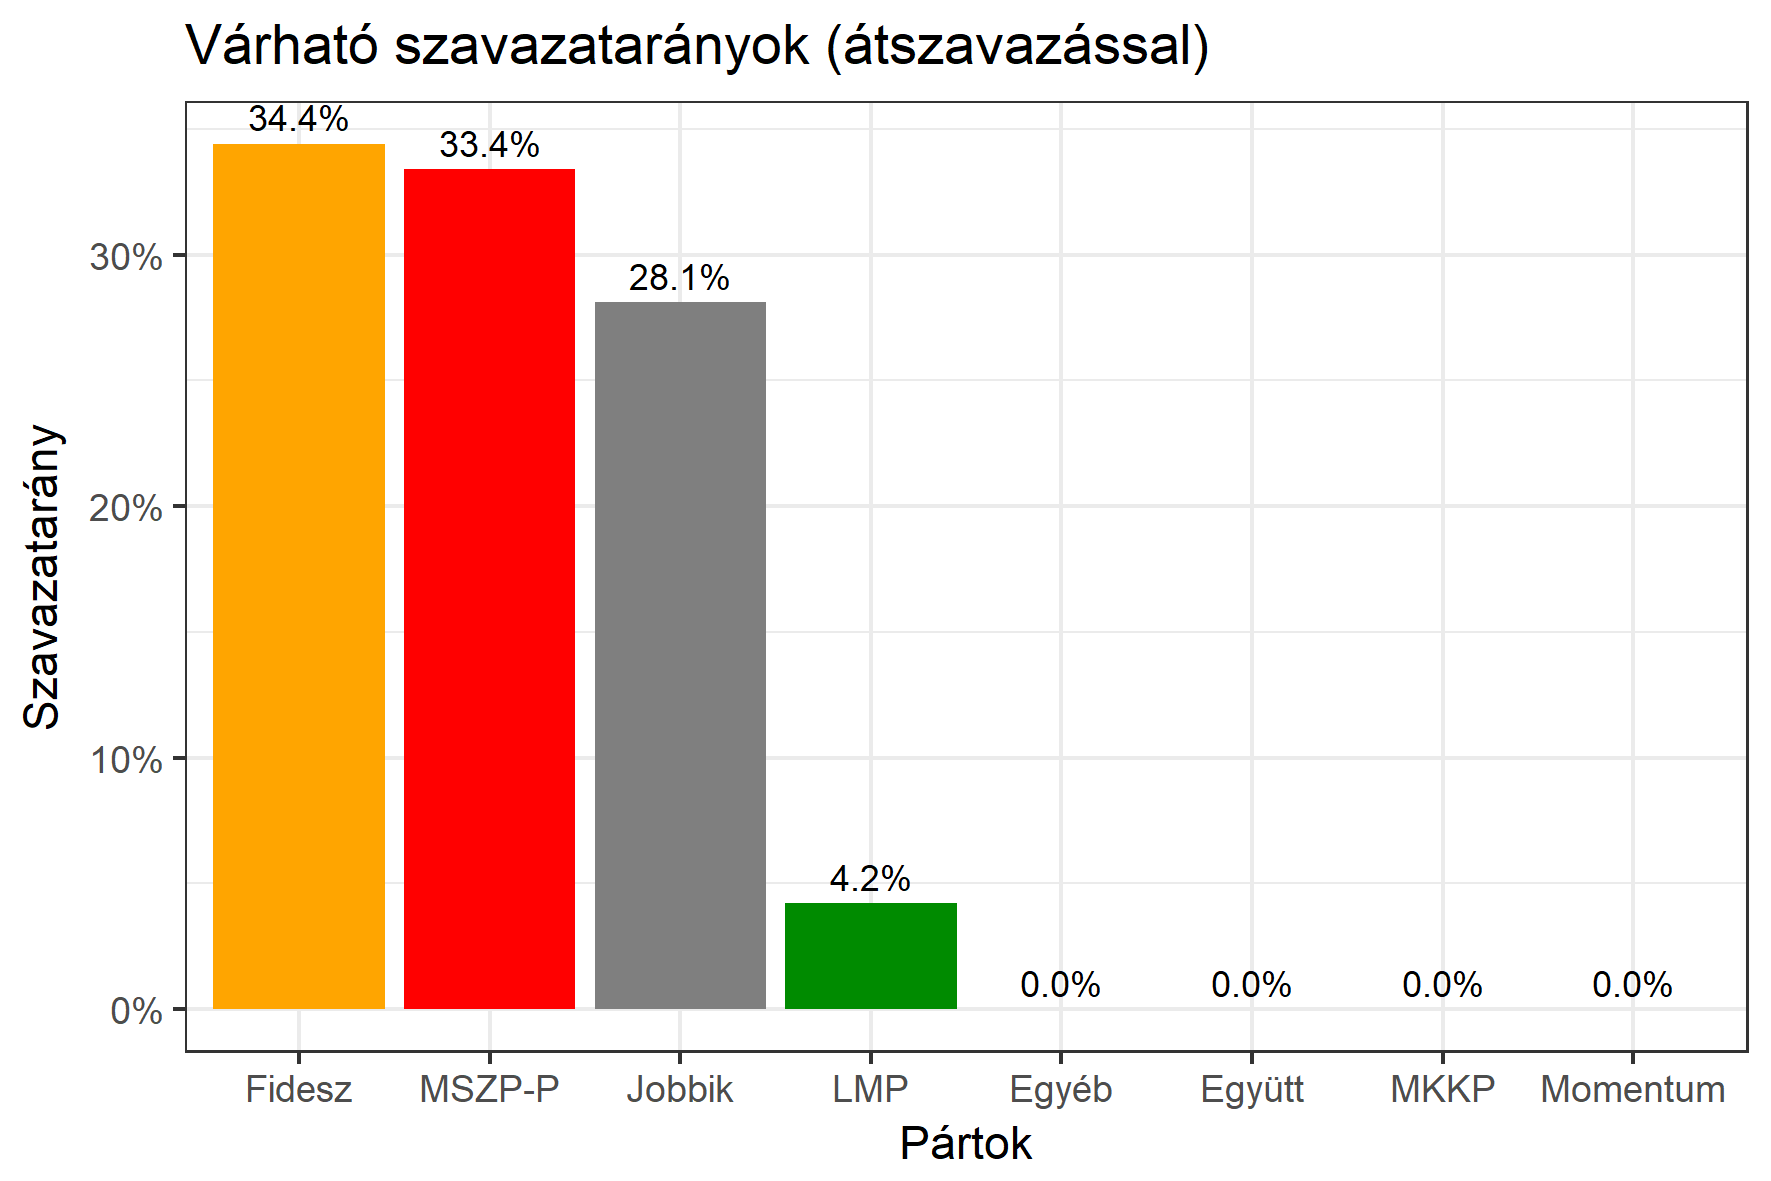 Várható szavazatarányok (átszavazással)
34.4%
33.4%
28.1%
4.2%
0.0%
0.0%
0.0%
0.0%
30%
20%
10%
0%
Szavazatarány
Fidesz
MSZP-P
Jobbik
LMP
Egyéb
Együtt
MKKP
Momentum
Pártok